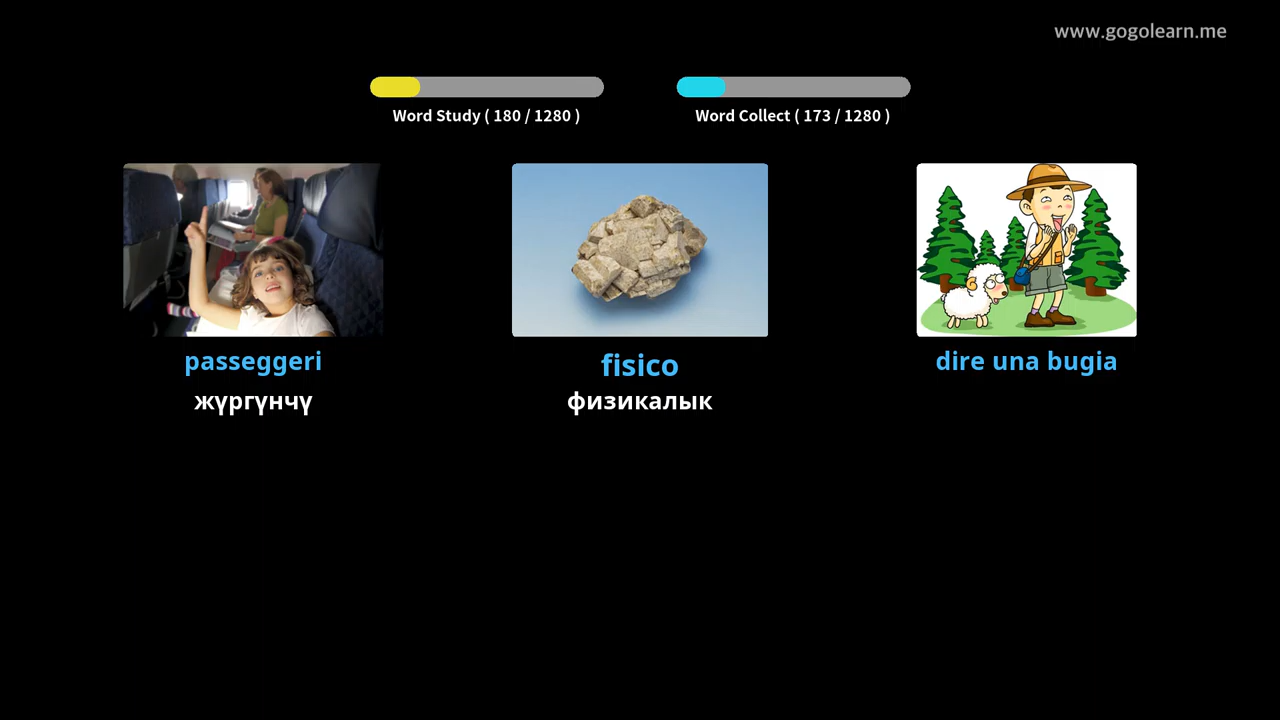 www.gogolearn.me
Word Study ( 180 / 1280 )
Word Collect ( 173 / 1280 )
passeggeri
fisico
dire una bugia
жүргүнчү
физикалык